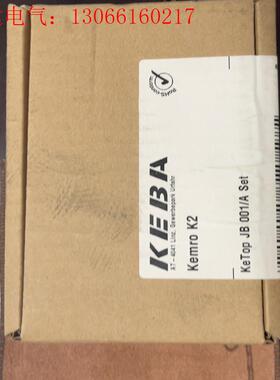 电气：13066160217
KEBA
AT-4041 Linz, Gewerbepark Urfahr
Kemro K2
KeTop JB 001/A Set